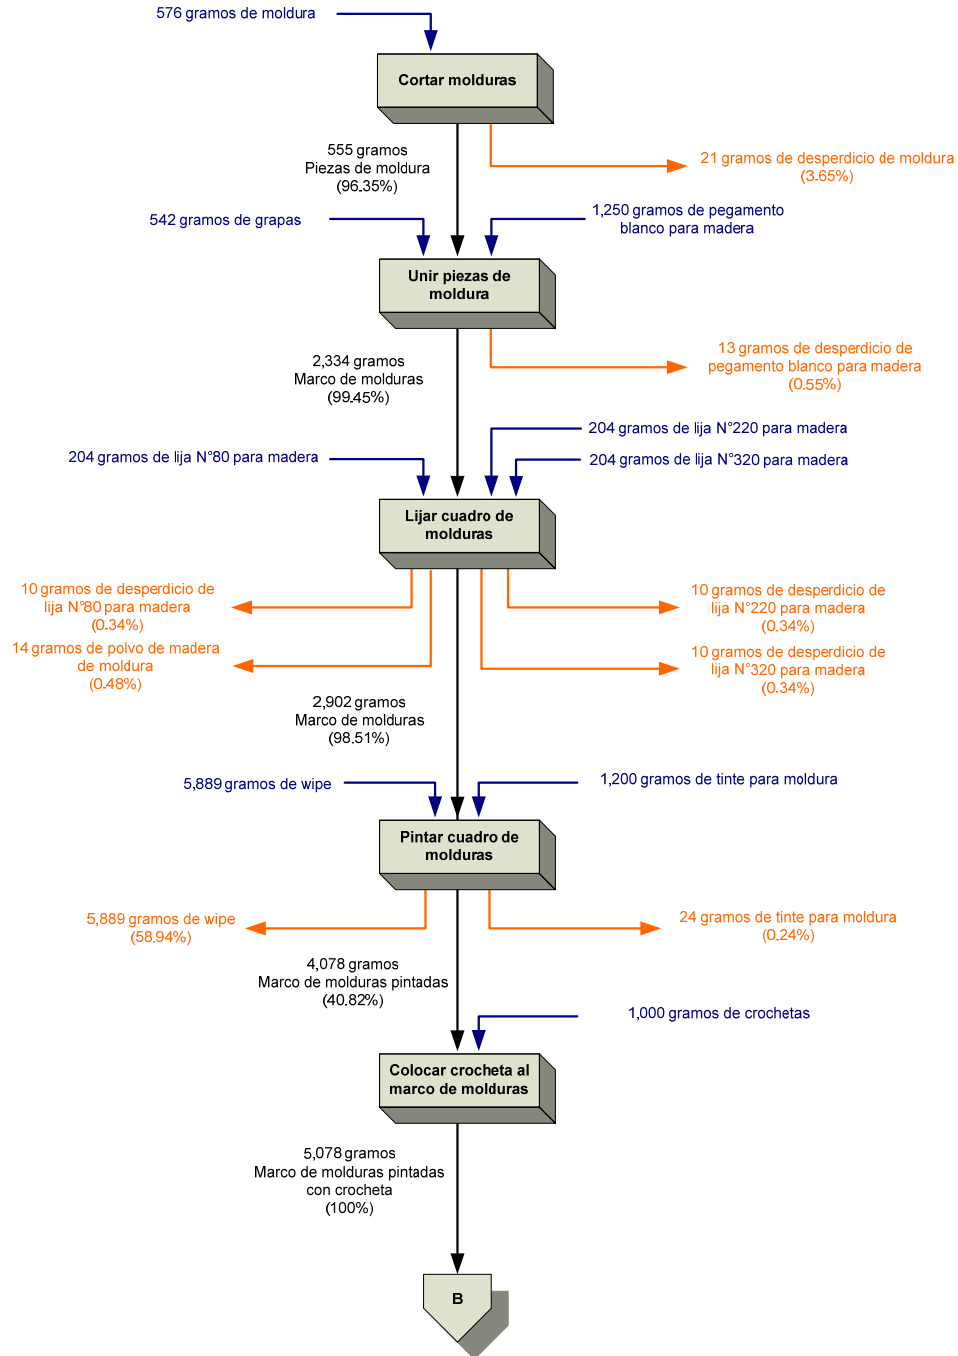 576 gramos de moldura
Cortar molduras
555 gramos
Piezas de moldura
(96.35%)
21 gramos de desperdicio de moldura
(3.65%)
542 gramos de grapas
1,250 gramos de pegamento
blanco para madera
Unir piezas de
moldura
2,334 gramos
Marco de molduras
(99.45%)
13 gramos de desperdicio de
pegamento blanco para madera
(0.55%)
204 gramos de lija N°220 para madera
204 gramos de lija N°80 para madera
204 gramos de lija N°320 para madera
Lijar cuadro de
molduras
10 gramos de desperdicio de
lija N°80 para madera
(0.34%)
10 gramos de desperdicio de
lija N°220 para madera
(0.34%)
14 gramos de polvo de madera
de moldura
(0.48%)
10 gramos de desperdicio de
lija N°320 para madera
(0.34%)
2,902 gramos
Marco de molduras
(98.51%)
5,889 gramos de wipe
1,200 gramos de tinte para moldura
Pintar cuadro de
molduras
5,889 gramos de wipe
(58.94%)
24 gramos de tinte para moldura
(0.24%)
4,078 gramos
Marco de molduras pintadas
(40.82%)
1,000 gramos de crochetas
Colocar crocheta al
marco de molduras
5,078 gramos
Marco de molduras pintadas
con crocheta
(100%)
B